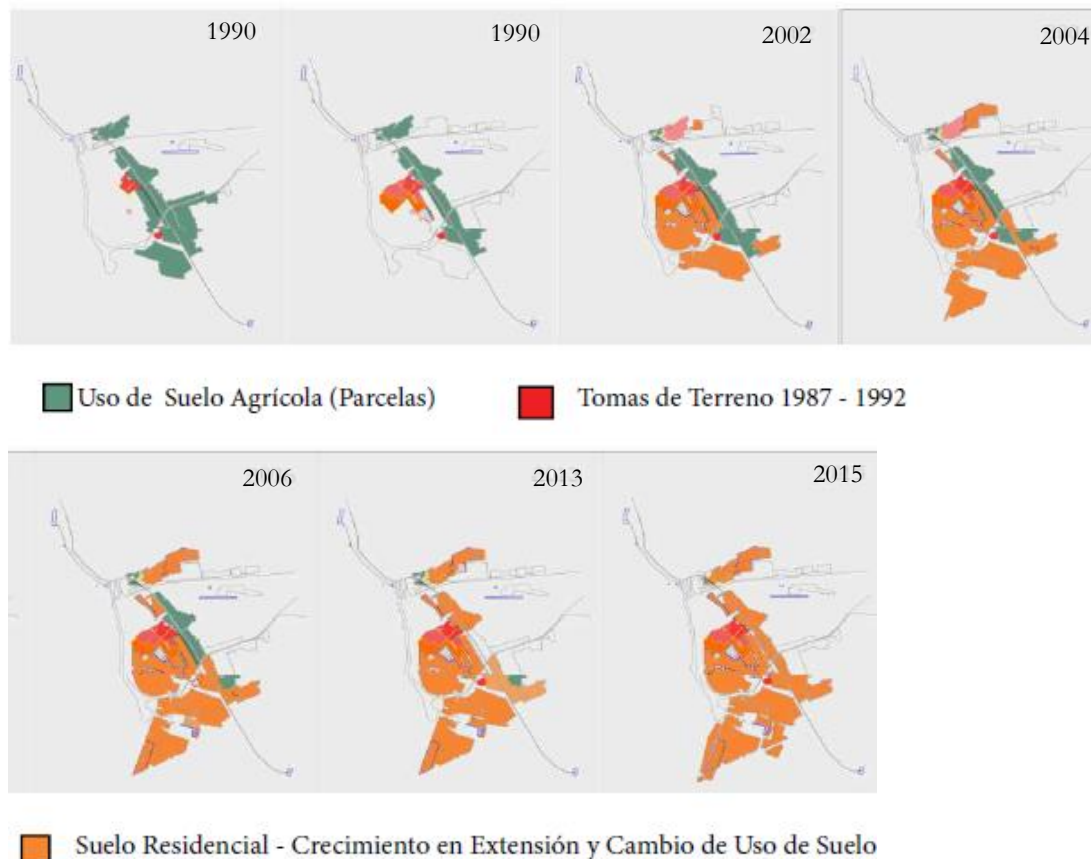 1990 1990 2002 2004
Uso de Suelo Agrícola (Parcelas) Tomas de Terreno 1987 - 1992
2006 2013 2015
Suelo Residencial - Crecimiento en Extensión y Cambio de Uso de Suelo